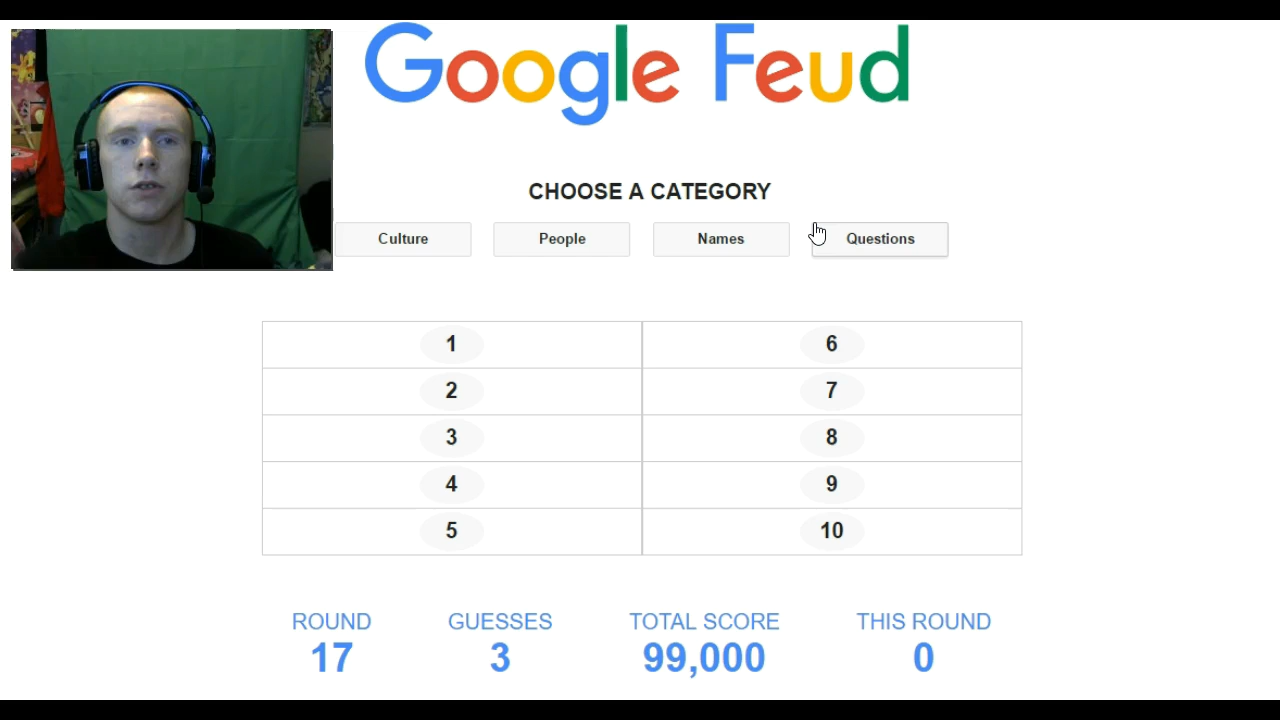 Google Feud
CHOOSE A CATEGORY
Culture People Names Questions
1 6
2 7
3 8
4 9
5 10
ROUND GUESSES TOTAL SCORE THIS ROUND
17 3 99,000 0